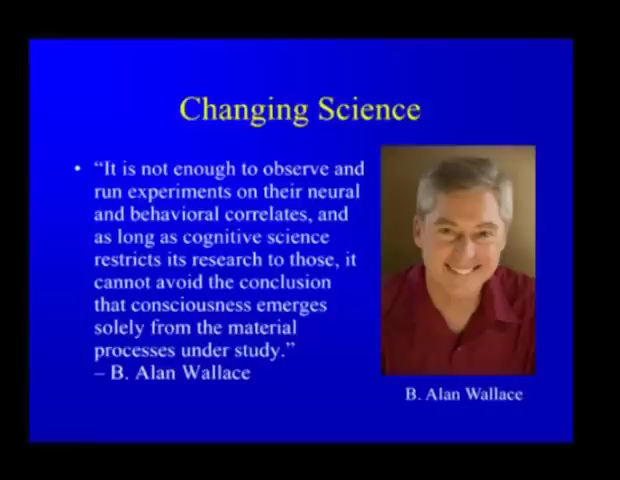 Changing Science
• “It is not enough to observe and
run experiments on their neural
and behavioral correlates, and
as long as cognitive science
restricts its research to those, it
cannot avoid the conclusion
that consciousness emerges
solely from the material
processes under study.”
– B. Alan Wallace
B. Alan Wallace